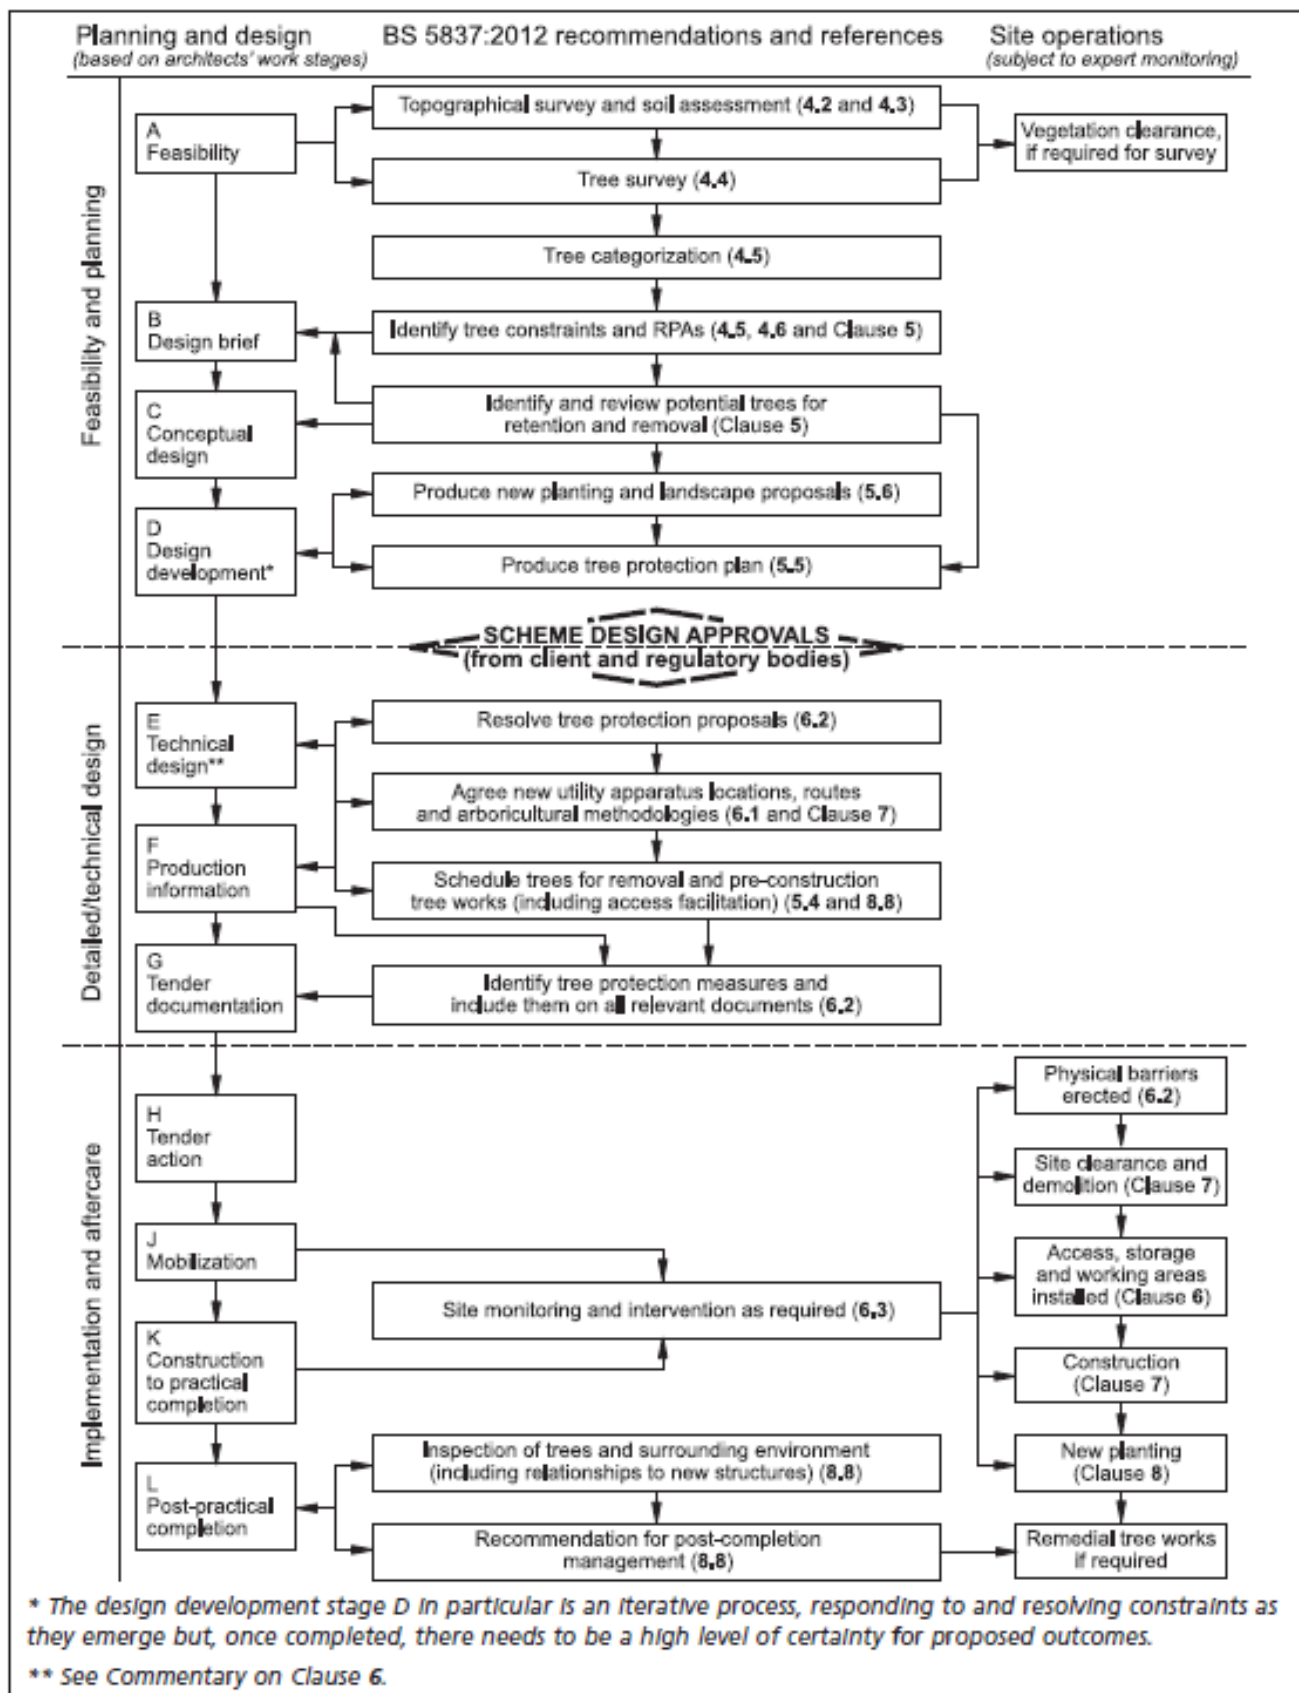 Planning and design
(based on architects' work stages)
BS 5837:2012 recommendations and references
Site operations
(subject to expert monitoring)
Feasibility and planning
A
Feasibility
Topographical survey and soil assessment (4.2 and 4.3)
Vegetation clearance,
if required for survey
Tree survey (4.4)
Tree categorization (4.5)
B
Design brief
Identify tree constraints and RPAs (4.5, 4.6 and Clause 5)
C
Conceptual
design
Identify and review potential trees for
retention and removal (Clause 5)
Produce new planting and landscape proposals (5.6)
D
Design
development*
Produce tree protection plan (5.5)
SCHEME DESIGN APPROVALS
(from client and regulatory bodies)
Detailed/technical design
E
Technical
design**
Resolve tree protection proposals (6.2)
Agree new utility apparatus locations, routes
and arboricultural methodologies (6.1 and Clause 7)
F
Production
information
Schedule trees for removal and pre-construction
tree works (including access facilitation) (5.4 and 8.8)
G
Tender
documentation
Identify tree protection measures and
include them on all relevant documents (6.2)
Implementation and aftercare
H
Tender
action
Physical barriers
erected (6.2)
Site clearance and
demolition (Clause 7)
J
Mobilization
Access, storage
and working areas
installed (Clause 6)
Site monitoring and intervention as required (6.3)
K
Construction
to practical
completion
Construction
(Clause 7)
Inspection of trees and surrounding environment
(including relationships to new structures) (8.8)
New planting
(Clause 8)
L
Post-practical
completion
Recommendation for post-completion
management (8.8)
Remedial tree works
if required
* The design development stage D in particular is an iterative process, responding to and resolving constraints as
they emerge but, once completed, there needs to be a high level of certainty for proposed outcomes.
** See Commentary on Clause 6.